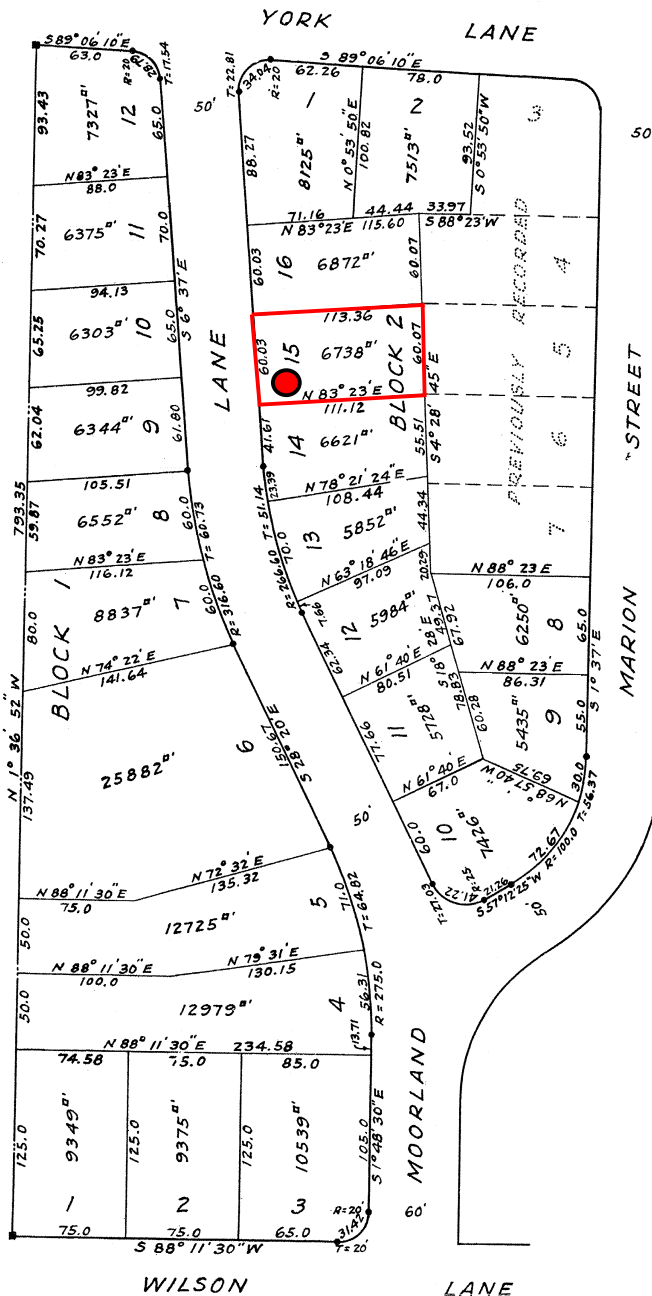 YORK LANE
S 89° 06' 10" E
63.0
R=20
28.19
T=17.54
93.43
7327□'
12
65.0
50'
T=22.81
34.04
R=20
S 89° 06' 10" E
62.26
78.0
1
2
3
8125□'
7513□'
88.27
N 0° 53' 50" E
100.82
93.52
S 0° 53' 50" W
50'
N 83° 23' E
88.0
70.27
6375□'
11
70.0
71.16
44.44
33.97
N 83° 23' E 115.60
S 88° 23' W
94.13
S 6° 37' E
60.03
16
6872□'
60.07
4
65.25
6303□'
10
65.0
LANE
113.36
60.03
15
6738□'
60.07
BLOCK 2
5
99.82
N 83° 23' E
111.12
S 4° 28' 45" E
62.04
6344□'
9
61.80
41.61
14
6621□'
55.51
6
PREVIOUSLY RECORDED
STREET
105.51
N 78° 21' 24" E
108.44
23.39
T=51.14
793.35
59.87
6552□'
8
60.0
T=60.73
70.0
13
5852□'
44.34
7
N 83° 23' E
116.12
R=266.60
N 63° 18' 46" E
97.09
20.29
N 88° 23' E
106.0
80.0
8837□'
7
60.0
R=316.60
7.66
12
5984□'
49.37
67.92
6250□'
8
65.0
N 74° 22' E
141.64
BLOCK 1
62.34
N 61° 40' E
80.51
S 18° 28' E
78.83
N 88° 23' E
86.31
S 1° 37' E
MARION
N 1° 36' 52" W
137.49
25882□'
6
150.67
S 28° 20' E
77.66
11
5728□'
60.28
5435□'
9
55.0
N 61° 40' E
67.0
N 68° 57' 40" W
69.75
30.0
T=56.37
50'
60.0
10
7426□'
72.67
R=100.0
N 72° 32' E
135.32
N 88° 11' 30" E
75.0
T=27.03
41.22
R=25
21.26
S 57° 12' 25" W
50'
50.0
12725□'
5
71.0
T=64.82
N 79° 31' E
130.15
N 88° 11' 30" E
100.0
50.0
12979□'
4
56.31
R=275.0
13.71
N 88° 11' 30" E 234.58
74.58
75.0
85.0
MOORLAND
125.0
9349□'
125.0
9375□'
125.0
10539□'
105.0
S 1° 48' 30" E
1
2
3
R=20'
31.42
T=20'
60'
75.0
75.0
65.0
S 88° 11' 30" W
WILSON LANE